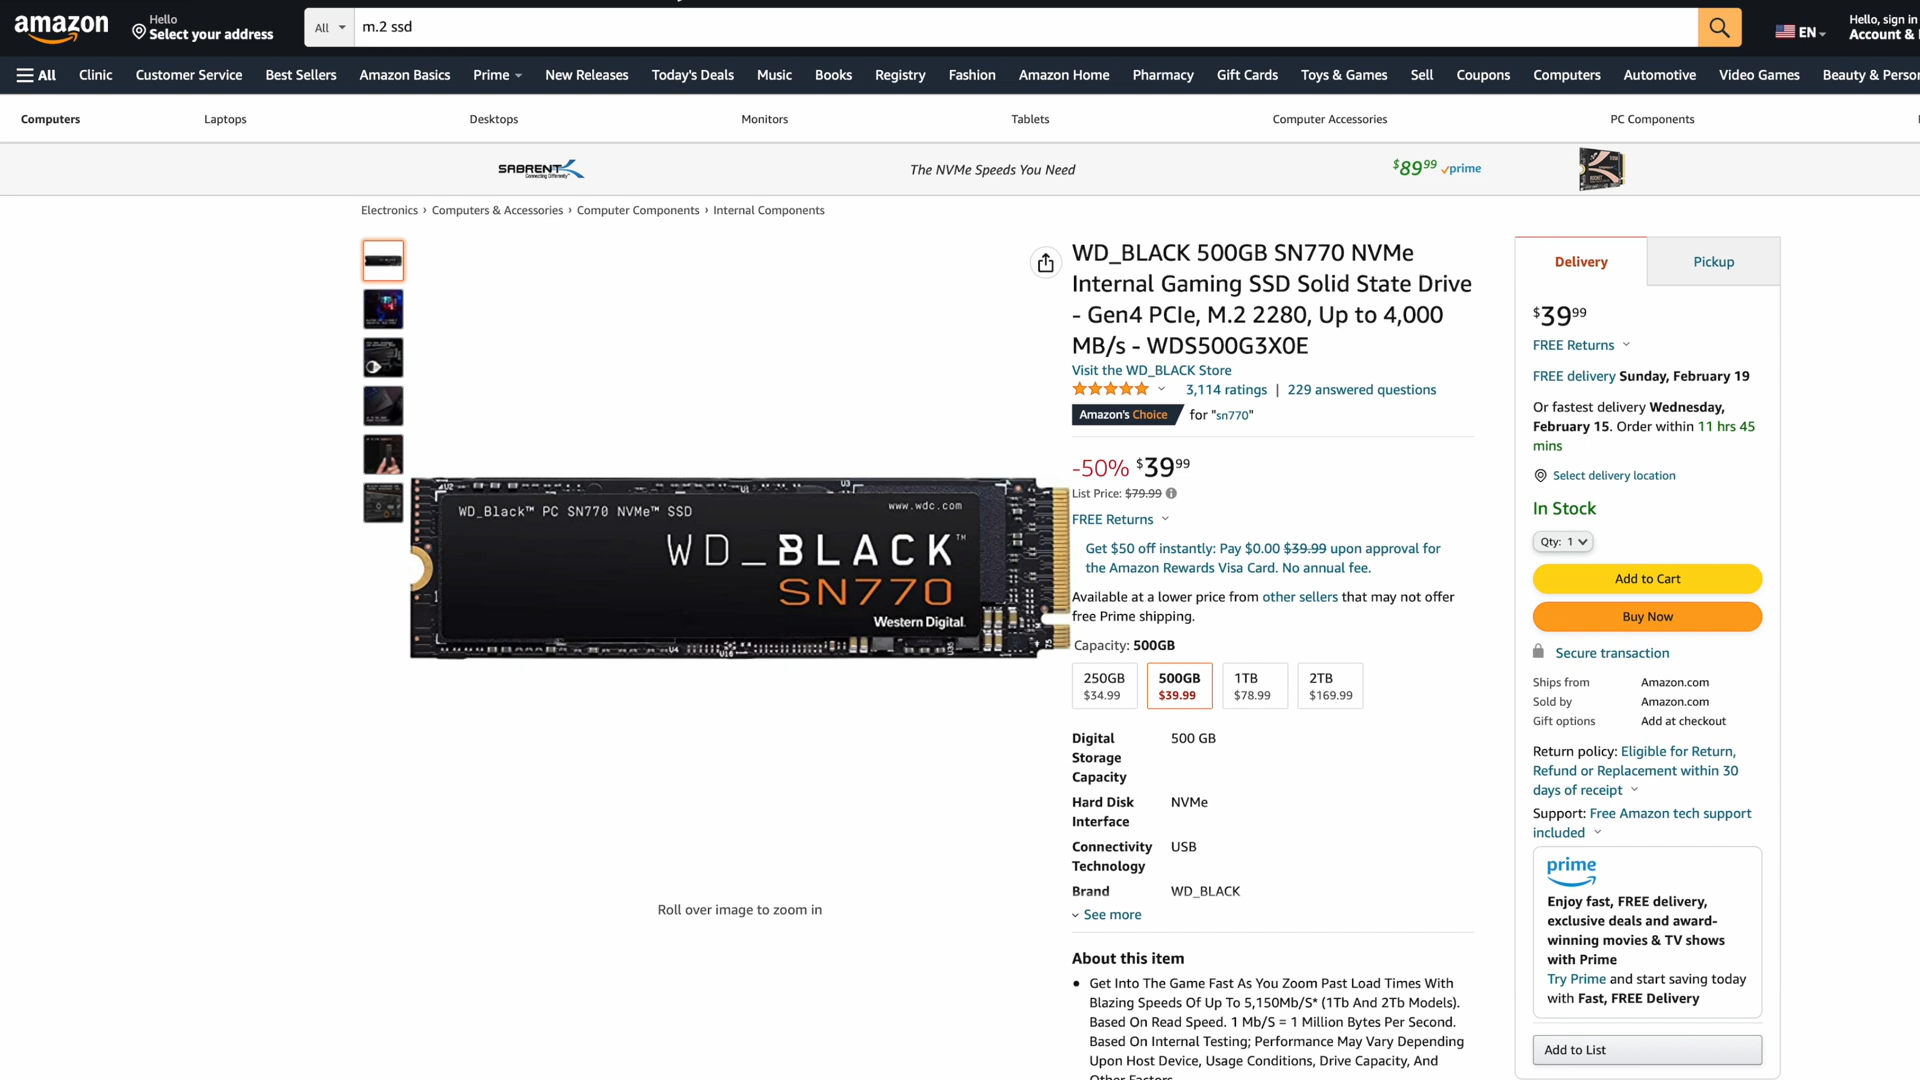 amazon
Hello
Select your address
All
m.2 ssd
EN
Hello, sign in
Account &
All Clinic Customer Service Best Sellers Amazon Basics Prime New Releases Today's Deals Music Books Registry Fashion Amazon Home Pharmacy Gift Cards Toys & Games Sell Coupons Computers Automotive Video Games Beauty & Perso
Computers Laptops Desktops Monitors Tablets Computer Accessories PC Components
SABRENT
Connecting Differently
The NVMe Speeds You Need
$89.99 prime
Electronics › Computers & Accessories › Computer Components › Internal Components
WD_Black™ PC SN770 NVMe™ SSD
www.wdc.com
WD_BLACK™
SN770
Western Digital.
Roll over image to zoom in
WD_BLACK 500GB SN770 NVMe
Internal Gaming SSD Solid State Drive
- Gen4 PCIe, M.2 2280, Up to 4,000
MB/s - WDS500G3X0E
Visit the WD_BLACK Store
3,114 ratings | 229 answered questions
Amazon's Choice for "sn770"
-50% $39.99
List Price: $79.99
FREE Returns
Get $50 off instantly: Pay $0.00 $39.99 upon approval for
the Amazon Rewards Visa Card. No annual fee.
Available at a lower price from other sellers that may not offer
free Prime shipping.
Capacity: 500GB
250GB 500GB 1TB 2TB
$34.99 $39.99 $78.99 $169.99
Digital 500 GB
Storage
Capacity
Hard Disk NVMe
Interface
Connectivity USB
Technology
Brand WD_BLACK
See more
About this item
• Get Into The Game Fast As You Zoom Past Load Times With
Blazing Speeds Of Up To 5,150Mb/S* (1Tb And 2Tb Models).
Based On Read Speed. 1 Mb/S = 1 Million Bytes Per Second.
Based On Internal Testing; Performance May Vary Depending
Upon Host Device, Usage Conditions, Drive Capacity, And
Other Factors.
Delivery Pickup
$39.99
FREE Returns
FREE delivery Sunday, February 19
Or fastest delivery Wednesday,
February 15. Order within 11 hrs 45
mins
Select delivery location
In Stock
Qty: 1
Add to Cart
Buy Now
Secure transaction
Ships from Amazon.com
Sold by Amazon.com
Gift options Add at checkout
Return policy: Eligible for Return,
Refund or Replacement within 30
days of receipt
Support: Free Amazon tech support
included
prime
Enjoy fast, FREE delivery,
exclusive deals and award-
winning movies & TV shows
with Prime
Try Prime and start saving today
with Fast, FREE Delivery
Add to List